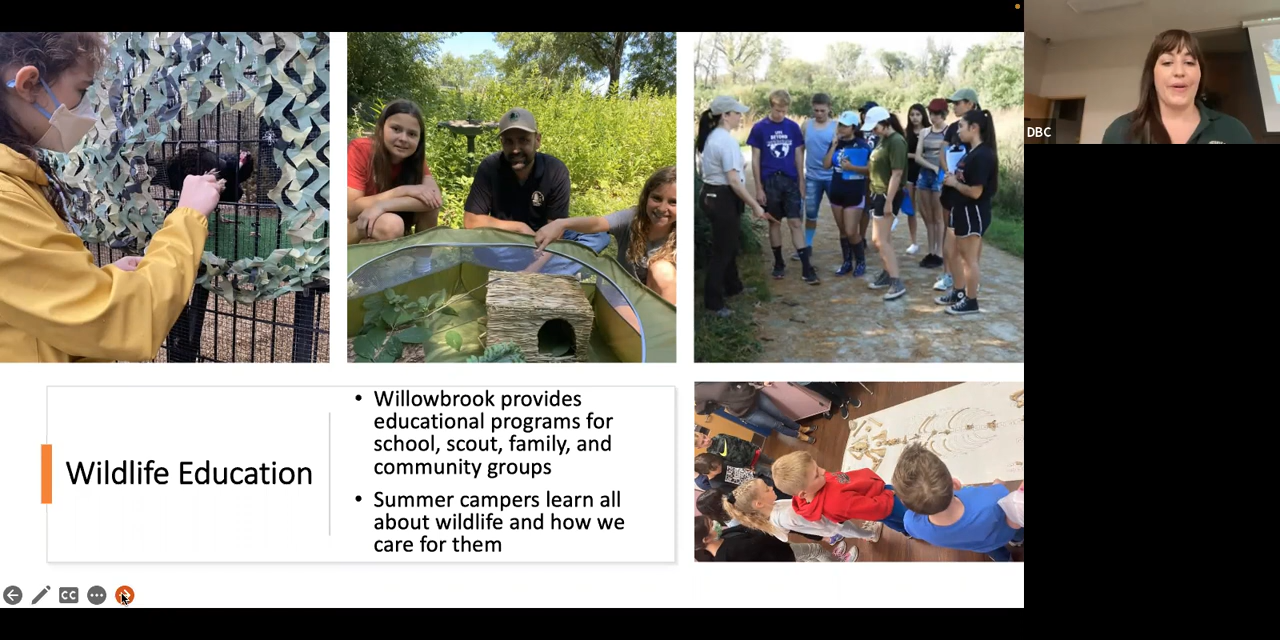 DBC
Wildlife Education
• Willowbrook provides
educational programs for
school, scout, family, and
community groups
• Summer campers learn all
about wildlife and how we
care for them
CC